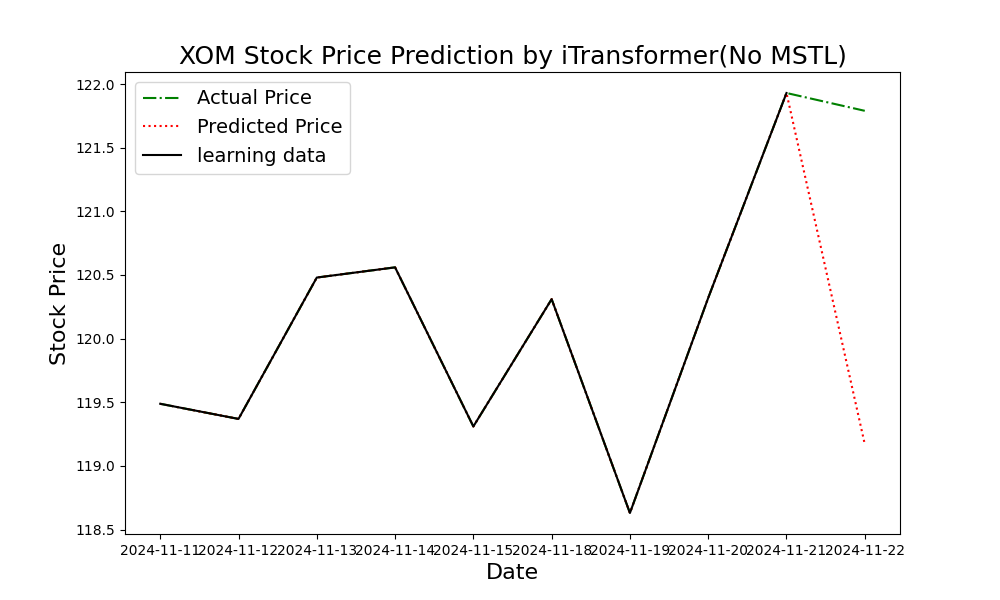 XOM Stock Price Prediction by iTransformer(No MSTL)
Actual Price
Predicted Price
learning data
Stock Price
122.0
121.5
121.0
120.5
120.0
119.5
119.0
118.5
2024-11-11 2024-11-12 2024-11-13 2024-11-14 2024-11-15 2024-11-18 2024-11-19 2024-11-20 2024-11-21 2024-11-22
Date